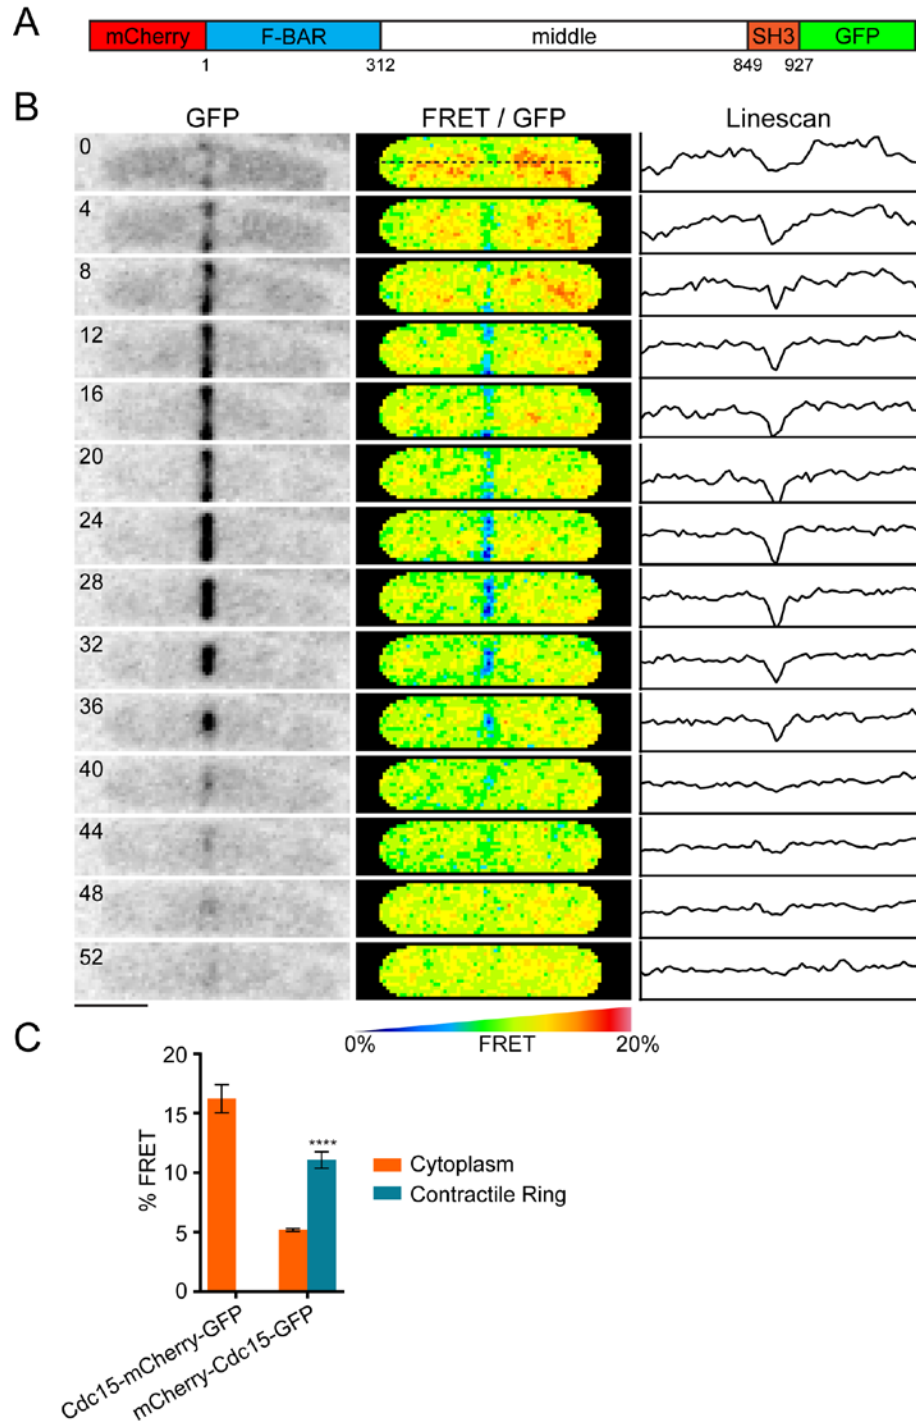 A
mCherry F-BAR middle SH3 GFP
1 312 849 927
B
GFP FRET / GFP Linescan
0
4
8
12
16
20
24
28
32
36
40
44
48
52
0% FRET 20%
C
20
15
10
5
0
% FRET
****
Cytoplasm
Contractile Ring
Cdc15-mCherry-GFP
mCherry-Cdc15-GFP